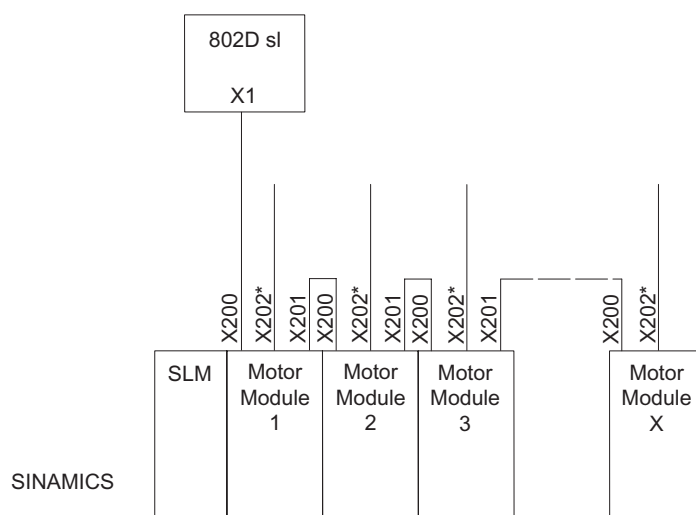 802D sl
X1
X200
X202*
X201
X200
X202*
X201
X200
X202*
X201
X200
X202*
SLM
Motor
Module
1
Motor
Module
2
Motor
Module
3
Motor
Module
X
SINAMICS